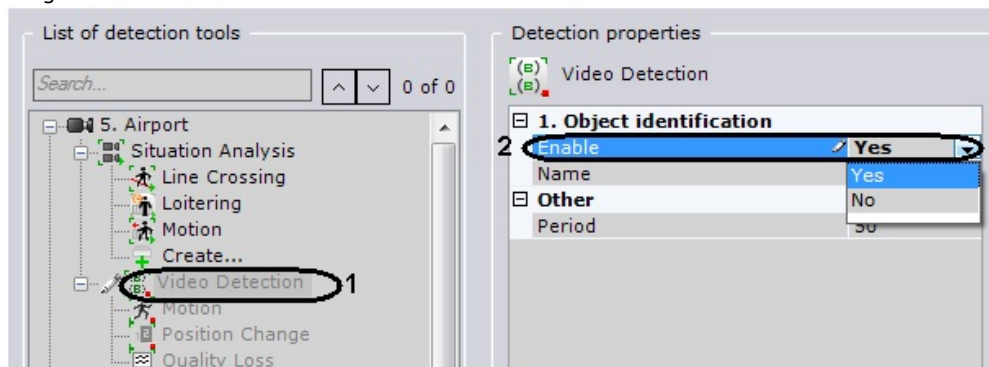 List of detection tools
Search...
0 of 0
5. Airport
Situation Analysis
Line Crossing
Loitering
Motion
Create...
Video Detection 1
Motion
Position Change
Quality Loss
Detection properties
Video Detection
1. Object identification
2 Enable Yes
Name Yes
No
Other
Period